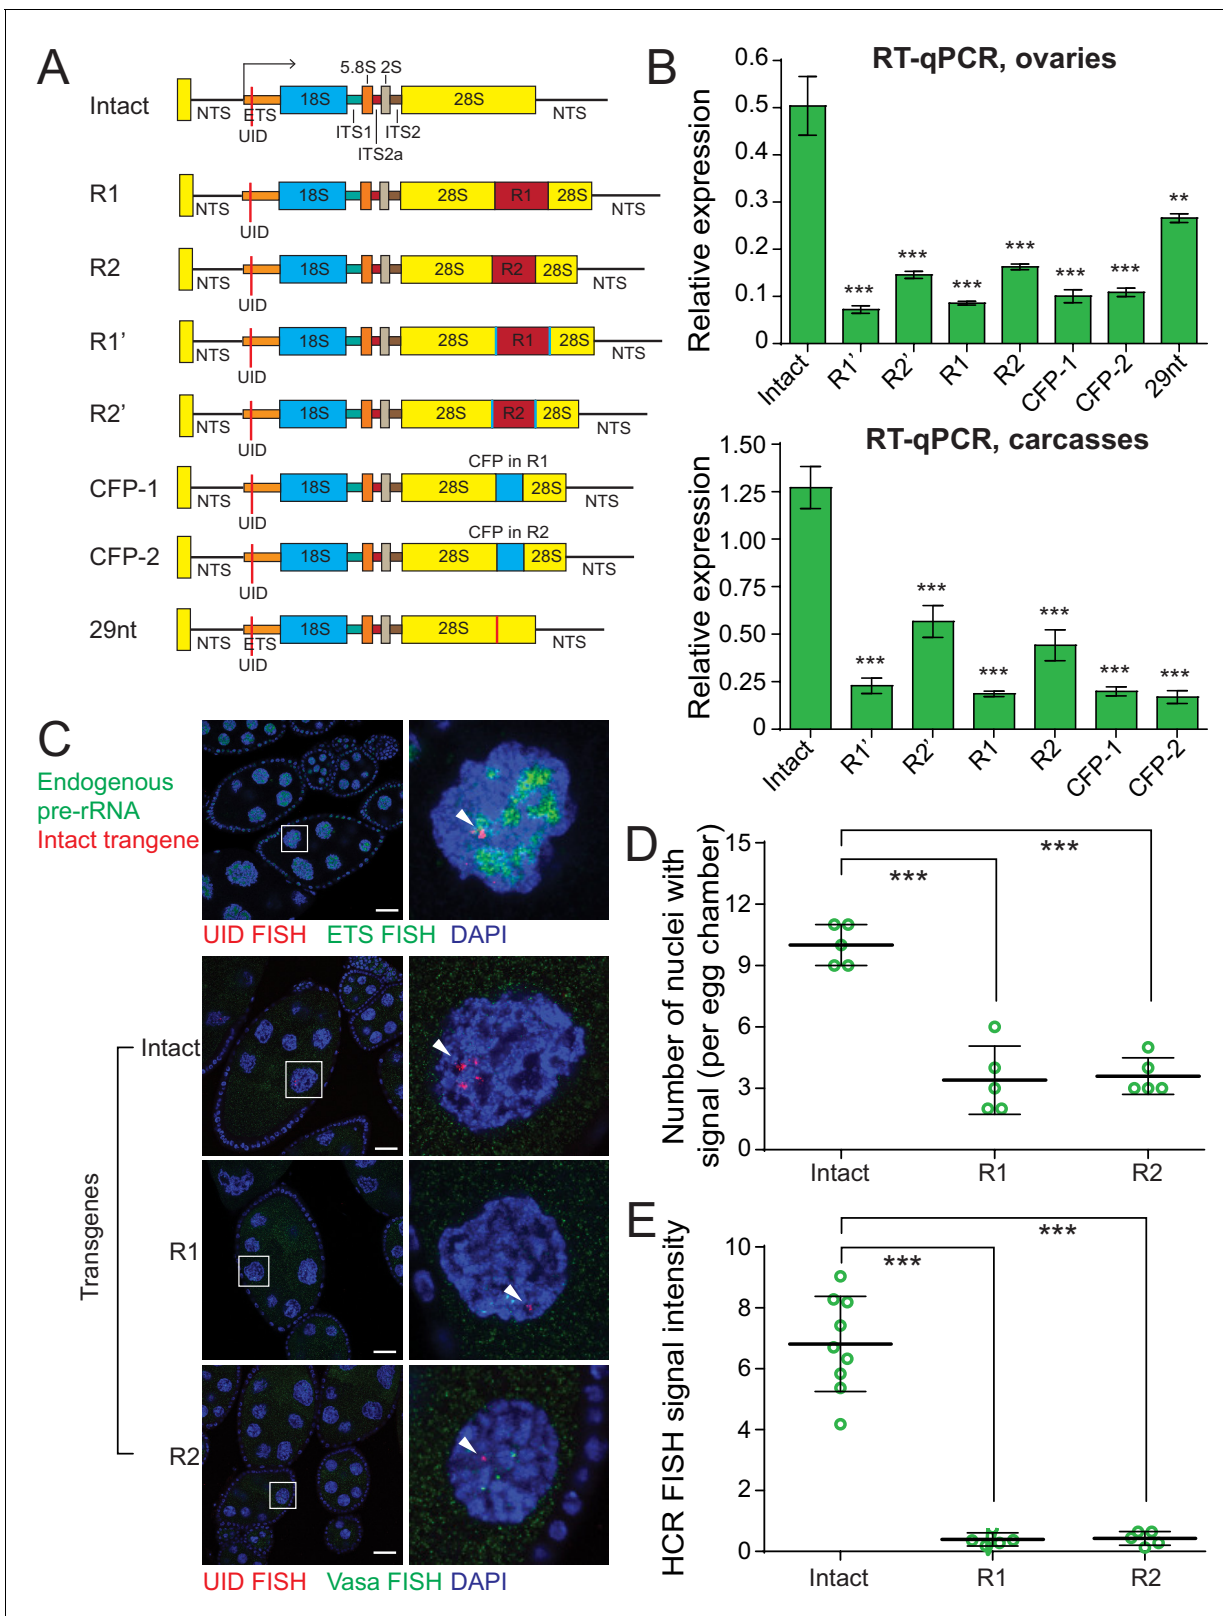 A
Intact
5.8S
2S
18S
28S
NTS
ETS
UID
ITS1
ITS2a
ITS2
NTS
R1
18S
28S
R1
28S
NTS
UID
NTS
R2
18S
28S
R2
28S
NTS
UID
NTS
R1’
18S
28S
R1
28S
NTS
UID
NTS
R2’
18S
28S
R2
28S
NTS
UID
NTS
CFP-1
CFP in R1
18S
28S
28S
NTS
UID
NTS
CFP-2
CFP in R2
18S
28S
28S
NTS
UID
NTS
29nt
18S
28S
NTS
ETS
UID
NTS
B
RT-qPCR, ovaries
Relative expression
0.6
0.5
0.4
0.3
0.2
0.1
0
***
***
***
***
***
***
**
Intact
R1’
R2’
R1
R2
CFP-1
CFP-2
29nt
RT-qPCR, carcasses
Relative expression
1.50
1.25
1.00
0.75
0.50
0.25
0
***
***
***
***
***
***
Intact
R1’
R2’
R1
R2
CFP-1
CFP-2
C
Endogenous
pre-rRNA
Intact trangene
UID FISH ETS FISH DAPI
Transgenes
Intact
R1
R2
UID FISH Vasa FISH DAPI
D
Number of nuclei with
signal (per egg chamber)
15
12
9
6
3
0
***
***
Intact
R1
R2
E
HCR FISH signal intensity
10
8
6
4
2
0
***
***
Intact
R1
R2